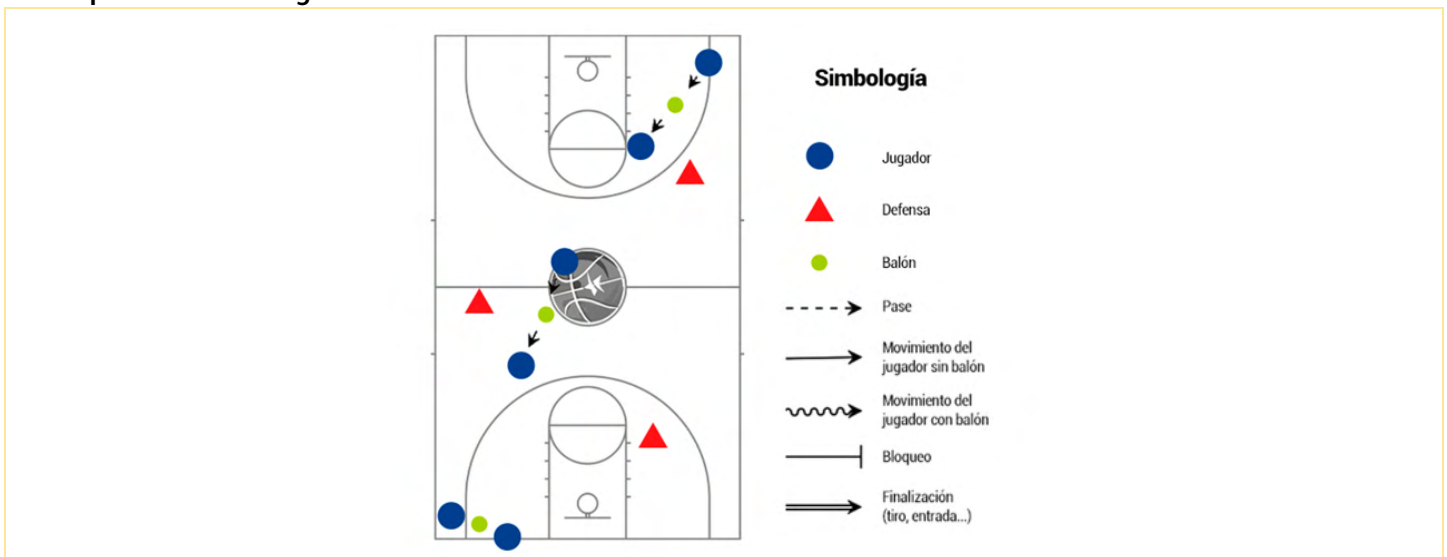 Simbología
Jugador
Defensa
Balón
Pase
Movimiento del
jugador sin balón
Movimiento del
jugador con balón
Bloqueo
Finalización
(tiro, entrada...)